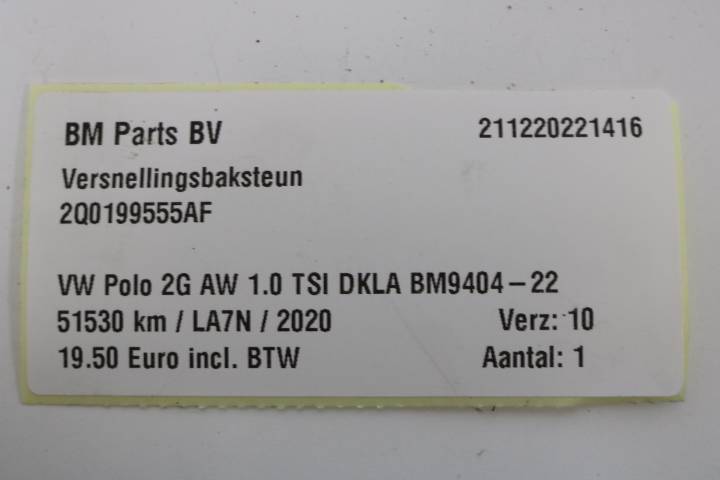 BM Parts BV 211220221416
Versnellingsbaksteun
2Q0199555AF
VW Polo 2G AW 1.0 TSI DKLA BM9404-22
51530 km / LA7N / 2020 Verz: 10
19.50 Euro incl. BTW Aantal: 1